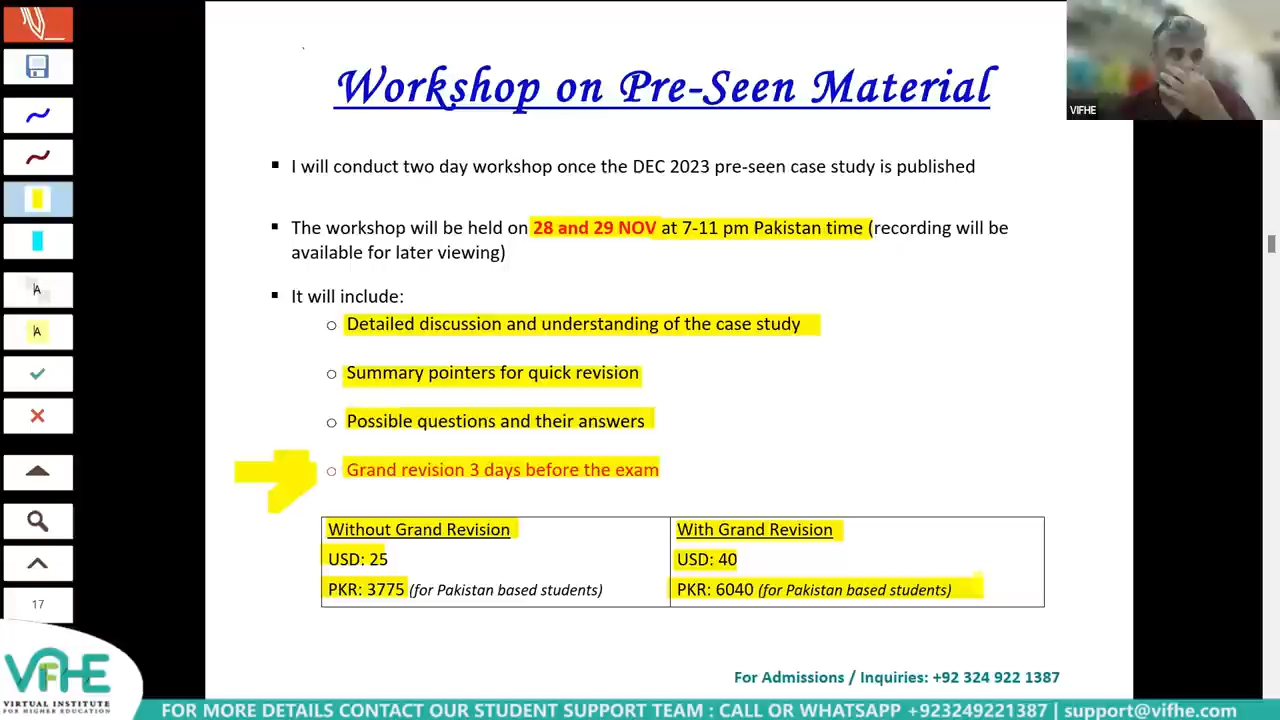 Workshop on Pre-Seen Material
VIFHE
▪ I will conduct two day workshop once the DEC 2023 pre-seen case study is published
▪ The workshop will be held on 28 and 29 NOV at 7-11 pm Pakistan time (recording will be
available for later viewing)
▪ It will include:
o Detailed discussion and understanding of the case study
o Summary pointers for quick revision
o Possible questions and their answers
o Grand revision 3 days before the exam
Without Grand Revision
USD: 25
PKR: 3775 (for Pakistan based students)
With Grand Revision
USD: 40
PKR: 6040 (for Pakistan based students)
17
For Admissions / Inquiries: +92 324 922 1387
VIFHE
VIRTUAL INSTITUTE
FOR HIGHER EDUCATION
FOR MORE DETAILS CONTACT OUR STUDENT SUPPORT TEAM : CALL OR WHATSAPP +923249221387 | support@vifhe.com